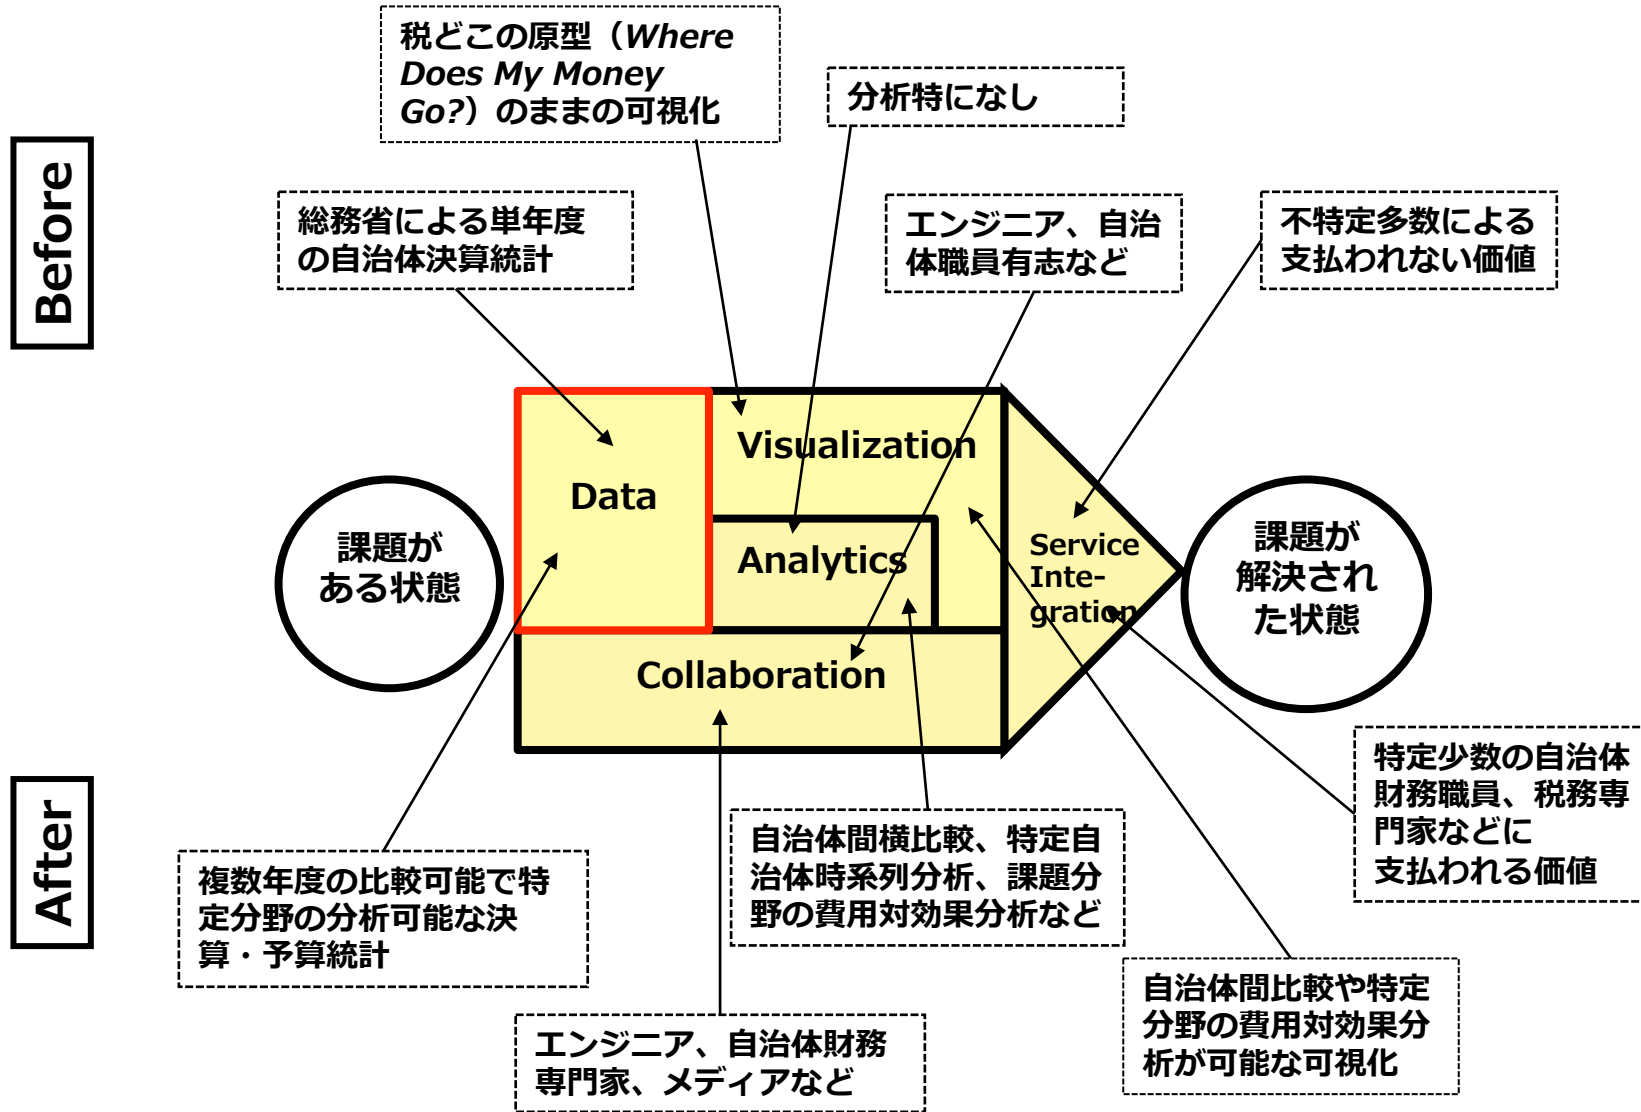 税どこの原型（Where
Does My Money
Go?）のままの可視化
分析特になし
Before
総務省による単年度
の自治体決算統計
エンジニア、自治
体職員有志など
不特定多数による
支払われない価値
Visualization
Data
Analytics
Service
Inte-
gration
Collaboration
課題が
ある状態
課題が
解決され
た状態
After
複数年度の比較可能で特
定分野の分析可能な決
算・予算統計
自治体間横比較、特定自
治体時系列分析、課題分
野の費用対効果分析など
特定少数の自治体
財務職員、税務専
門家などに
支払われる価値
エンジニア、自治体財務
専門家、メディアなど
自治体間比較や特定
分野の費用対効果分
析が可能な可視化